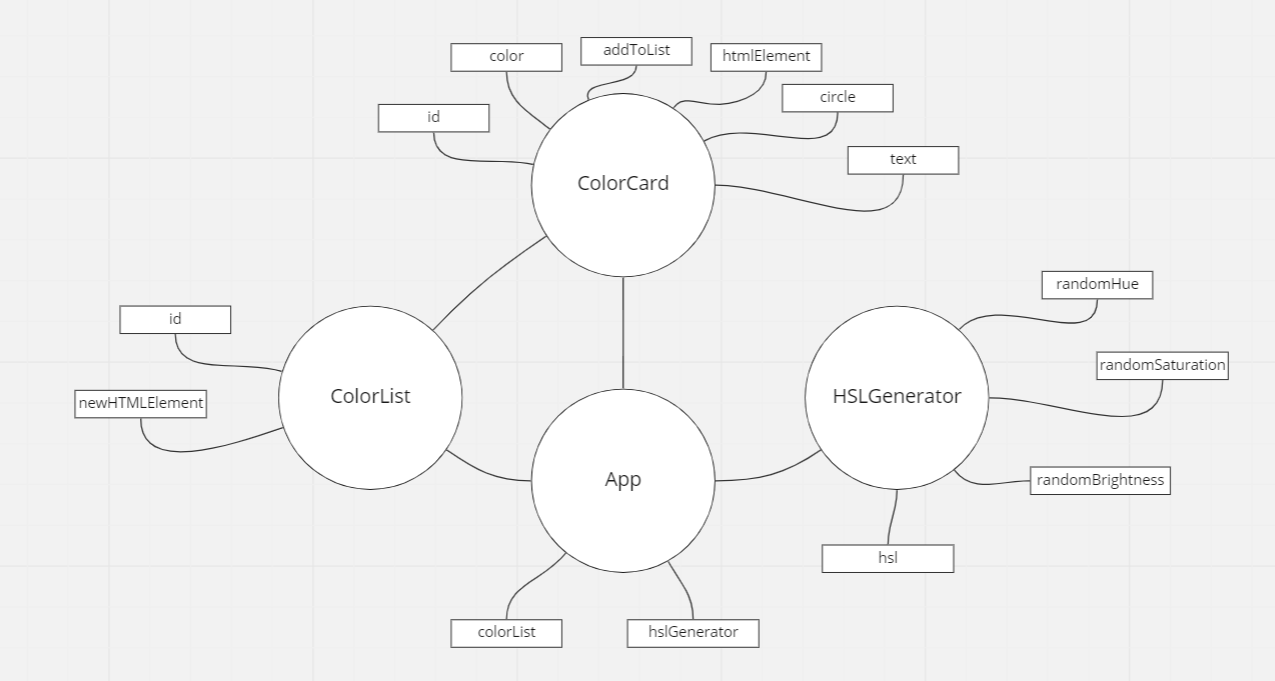 color
addToList
htmlElement
circle
id
text
ColorCard
randomHue
id
randomSaturation
newHTMLElement
ColorList
HSLGenerator
App
randomBrightness
hsl
colorList
hslGenerator